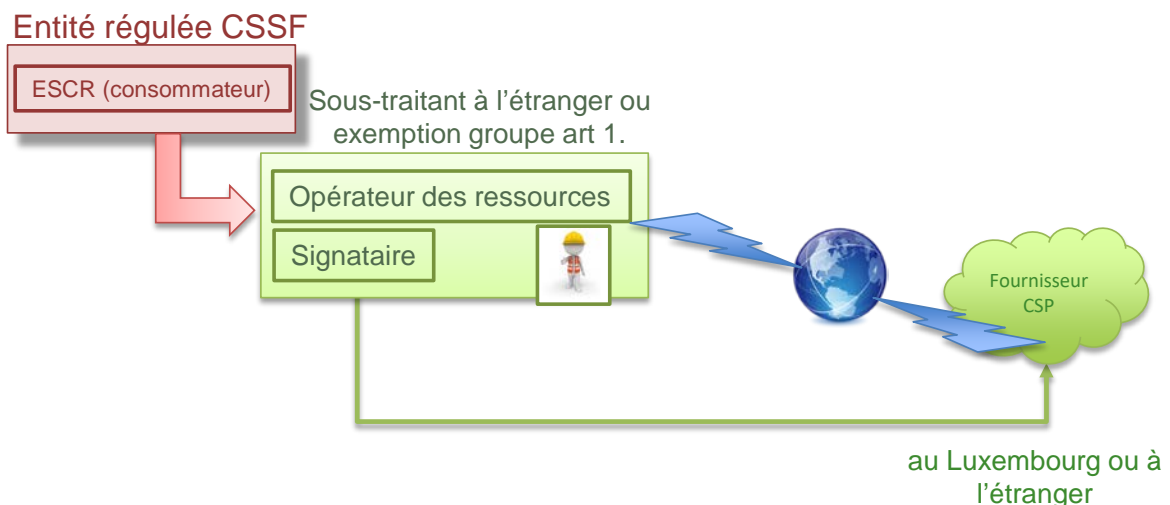 Entité régulée CSSF
ESCR (consommateur)
Sous-traitant à l’étranger ou
exemption groupe art 1.
Opérateur des ressources
Signataire
Fournisseur
CSP
au Luxembourg ou à
l’étranger